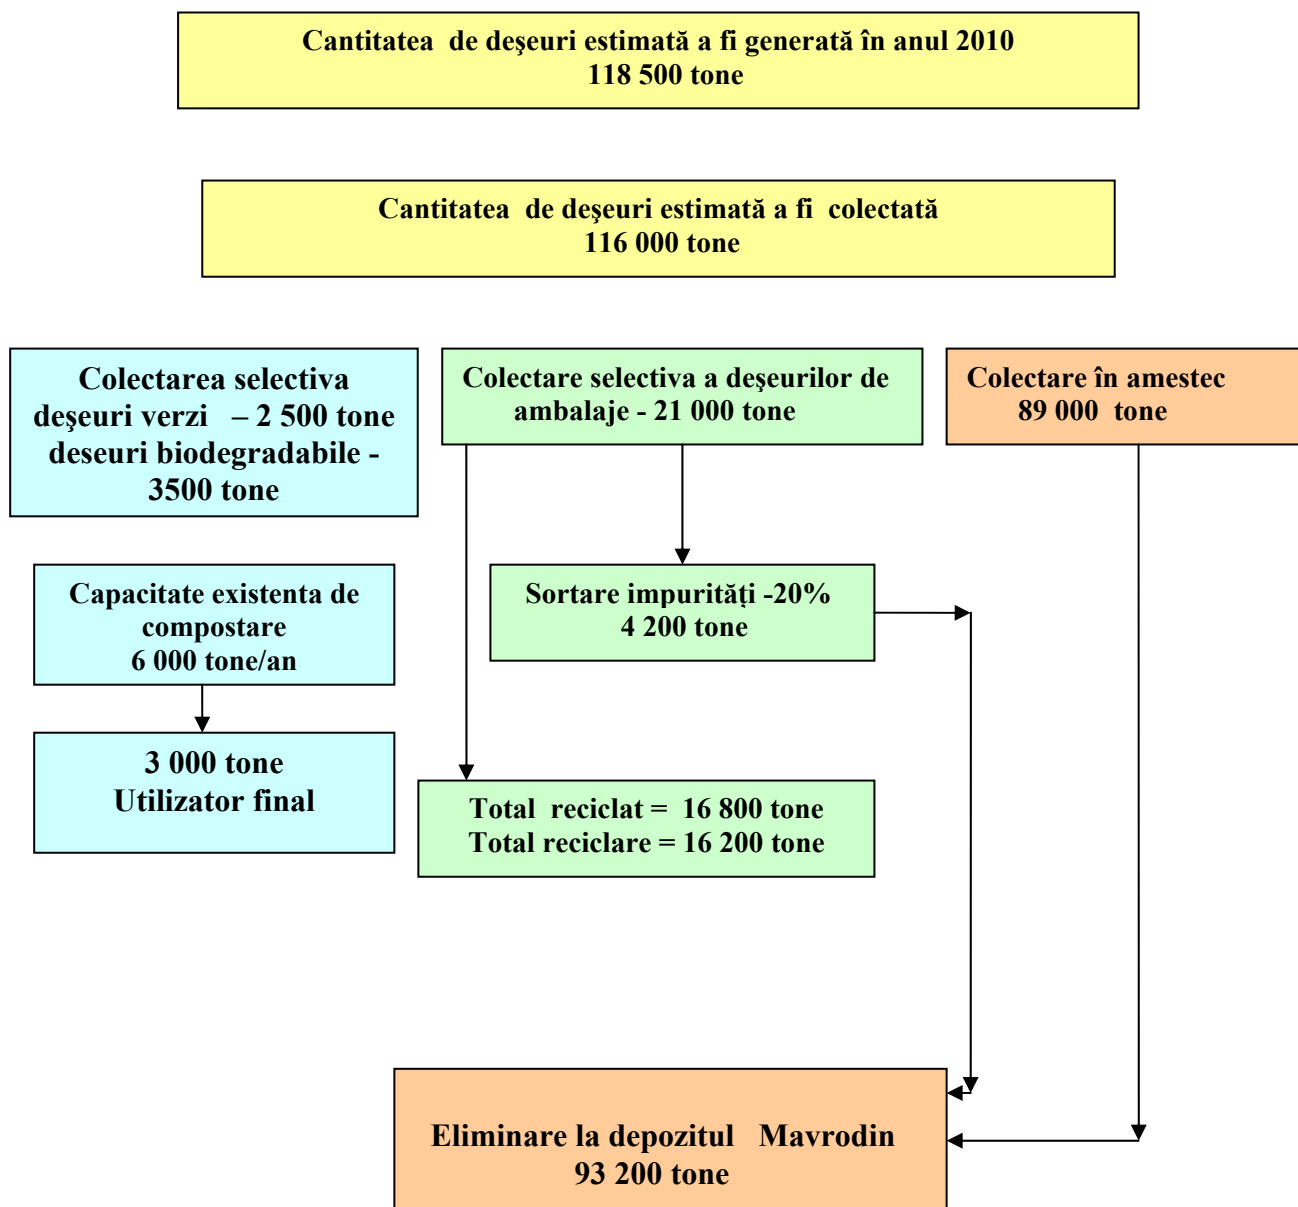 Cantitatea de deşeuri estimată a fi generată în anul 2010
118 500 tone
Cantitatea de deşeuri estimată a fi colectată
116 000 tone
Colectarea selectiva
deşeuri verzi – 2 500 tone
deseuri biodegradabile -
3500 tone
Colectare selectiva a deşeurilor de
ambalaje - 21 000 tone
Colectare în amestec
89 000 tone
Capacitate existenta de
compostare
6 000 tone/an
Sortare impurități -20%
4 200 tone
3 000 tone
Utilizator final
Total reciclat = 16 800 tone
Total reciclare = 16 200 tone
Eliminare la depozitul Mavrodin
93 200 tone